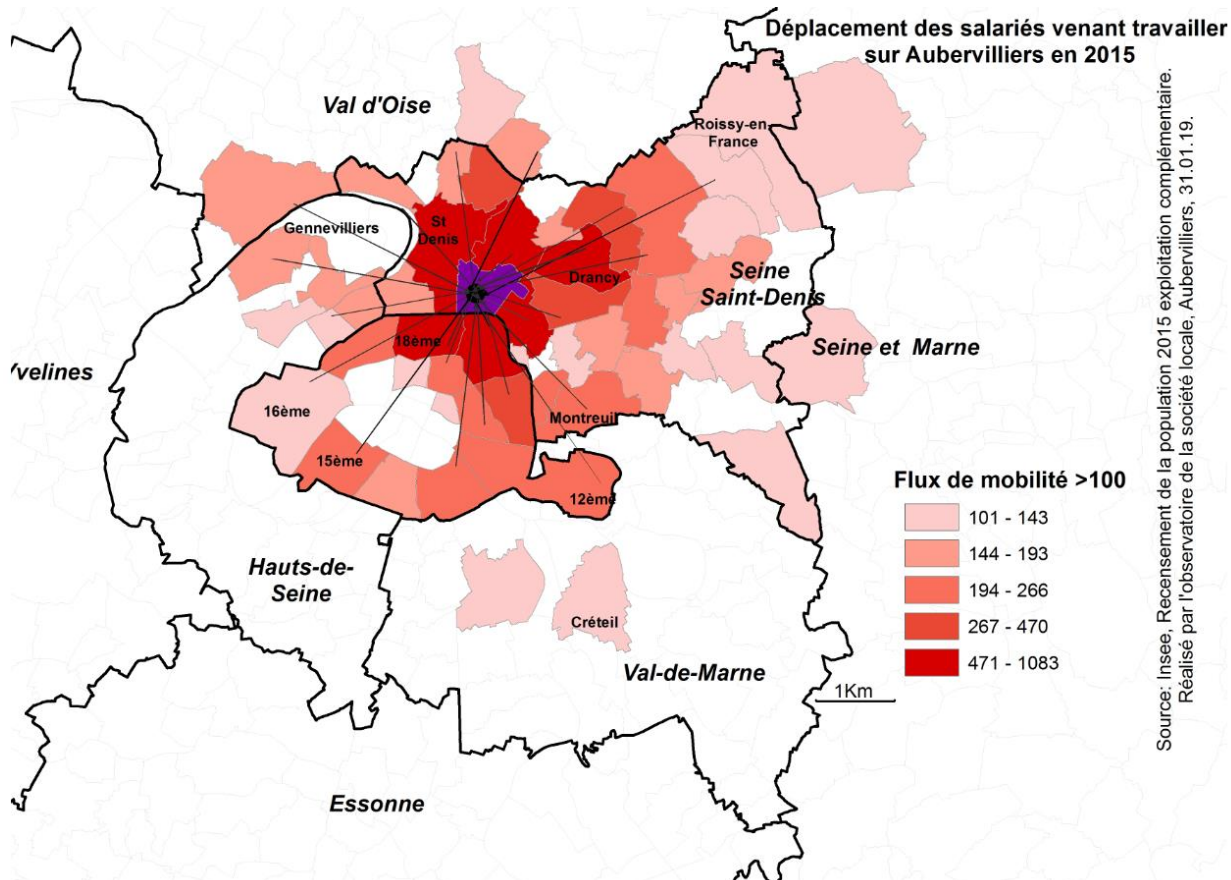 Déplacement des salariés venant travailler
sur Aubervilliers en 2015
Val d'Oise
Roissy-en
France
Gennevilliers
St
Denis
Drancy
Seine
Saint-Denis
18ème
Seine et Marne
Yvelines
16ème
Montreuil
15ème
12ème
Hauts-de-
Seine
Créteil
Val-de-Marne
Essonne
Flux de mobilité >100
101 - 143
144 - 193
194 - 266
267 - 470
471 - 1083
1Km
Source: Insee, Recensement de la population 2015 exploitation complémentaire.
Réalisé par l'observatoire de la société locale, Aubervilliers, 31.01.19.